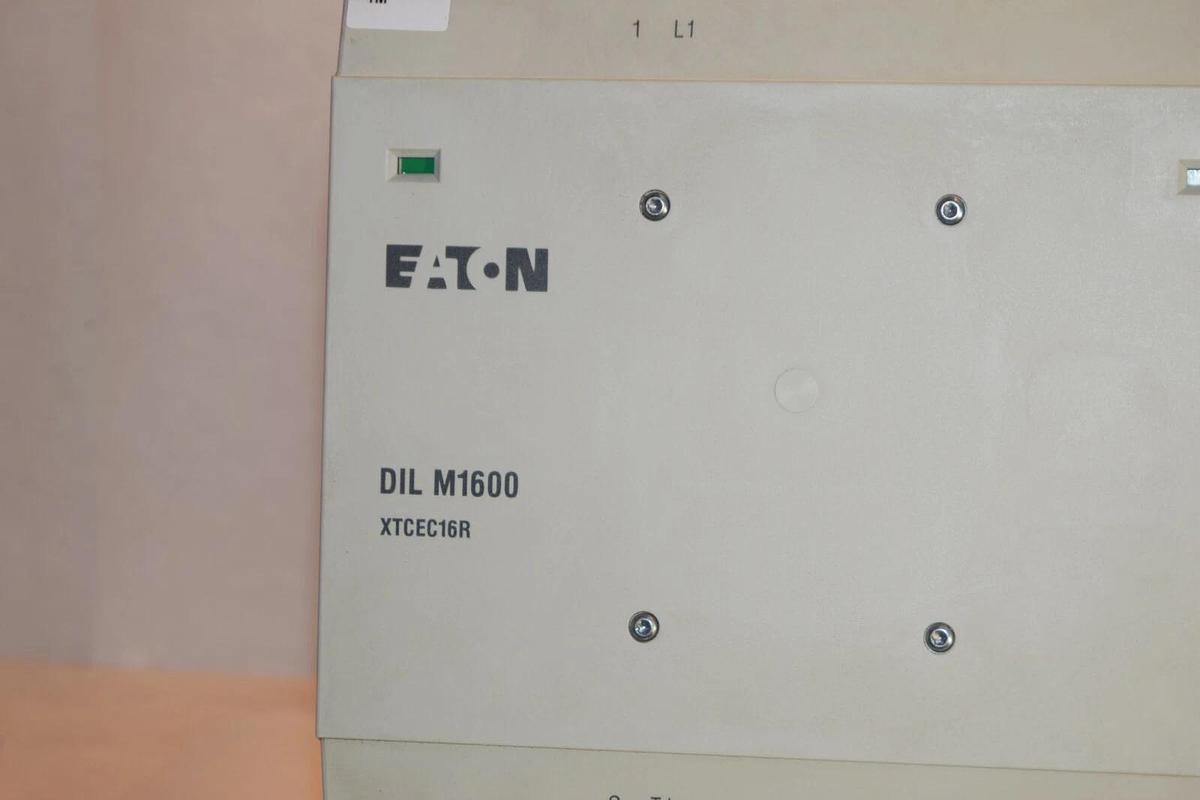 1 L1
EATON
DIL M1600
XTCEC16R